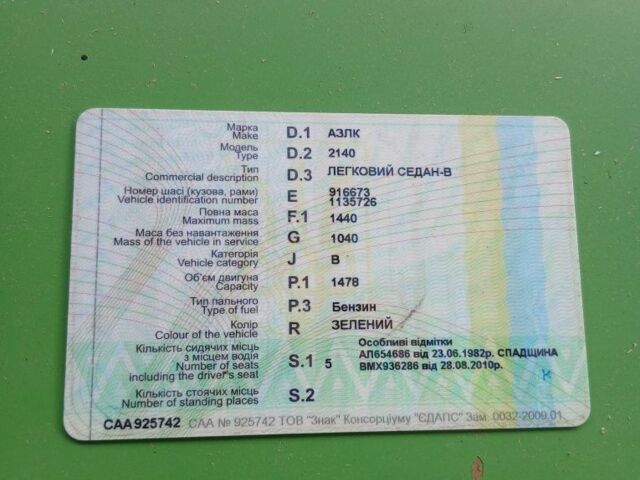 Марка
Make D.1 АЗЛК
Модель
Type D.2 2140
Тип
Commercial description D.3 ЛЕГКОВИЙ СЕДАН-В
Номер шасі (кузова, рами)
Vehicle identification number E 916673
1135726
Повна маса
Maximum mass F.1 1440
Маса без навантаження
Mass of the vehicle in service G 1040
Категорія
Vehicle category J B
Об'єм двигуна
Capacity P.1 1478
Тип пального
Type of fuel P.3 Бензин
Колір
Colour of the vehicle R ЗЕЛЕНИЙ
Кількість сидячих місць
з місцем водія
Number of seats
including the driver's seat S.1 5
Особливі відмітки
АП654686 від 23.06.1982р. СПАДЩИНА
ВМХ936286 від 28.08.2010р.
Кількість стоячих місць
Number of standing places S.2
САА925742 САА № 925742 ТОВ "Знак" Консорціуму "ЄДАПС" Зам. 0032-2009.01